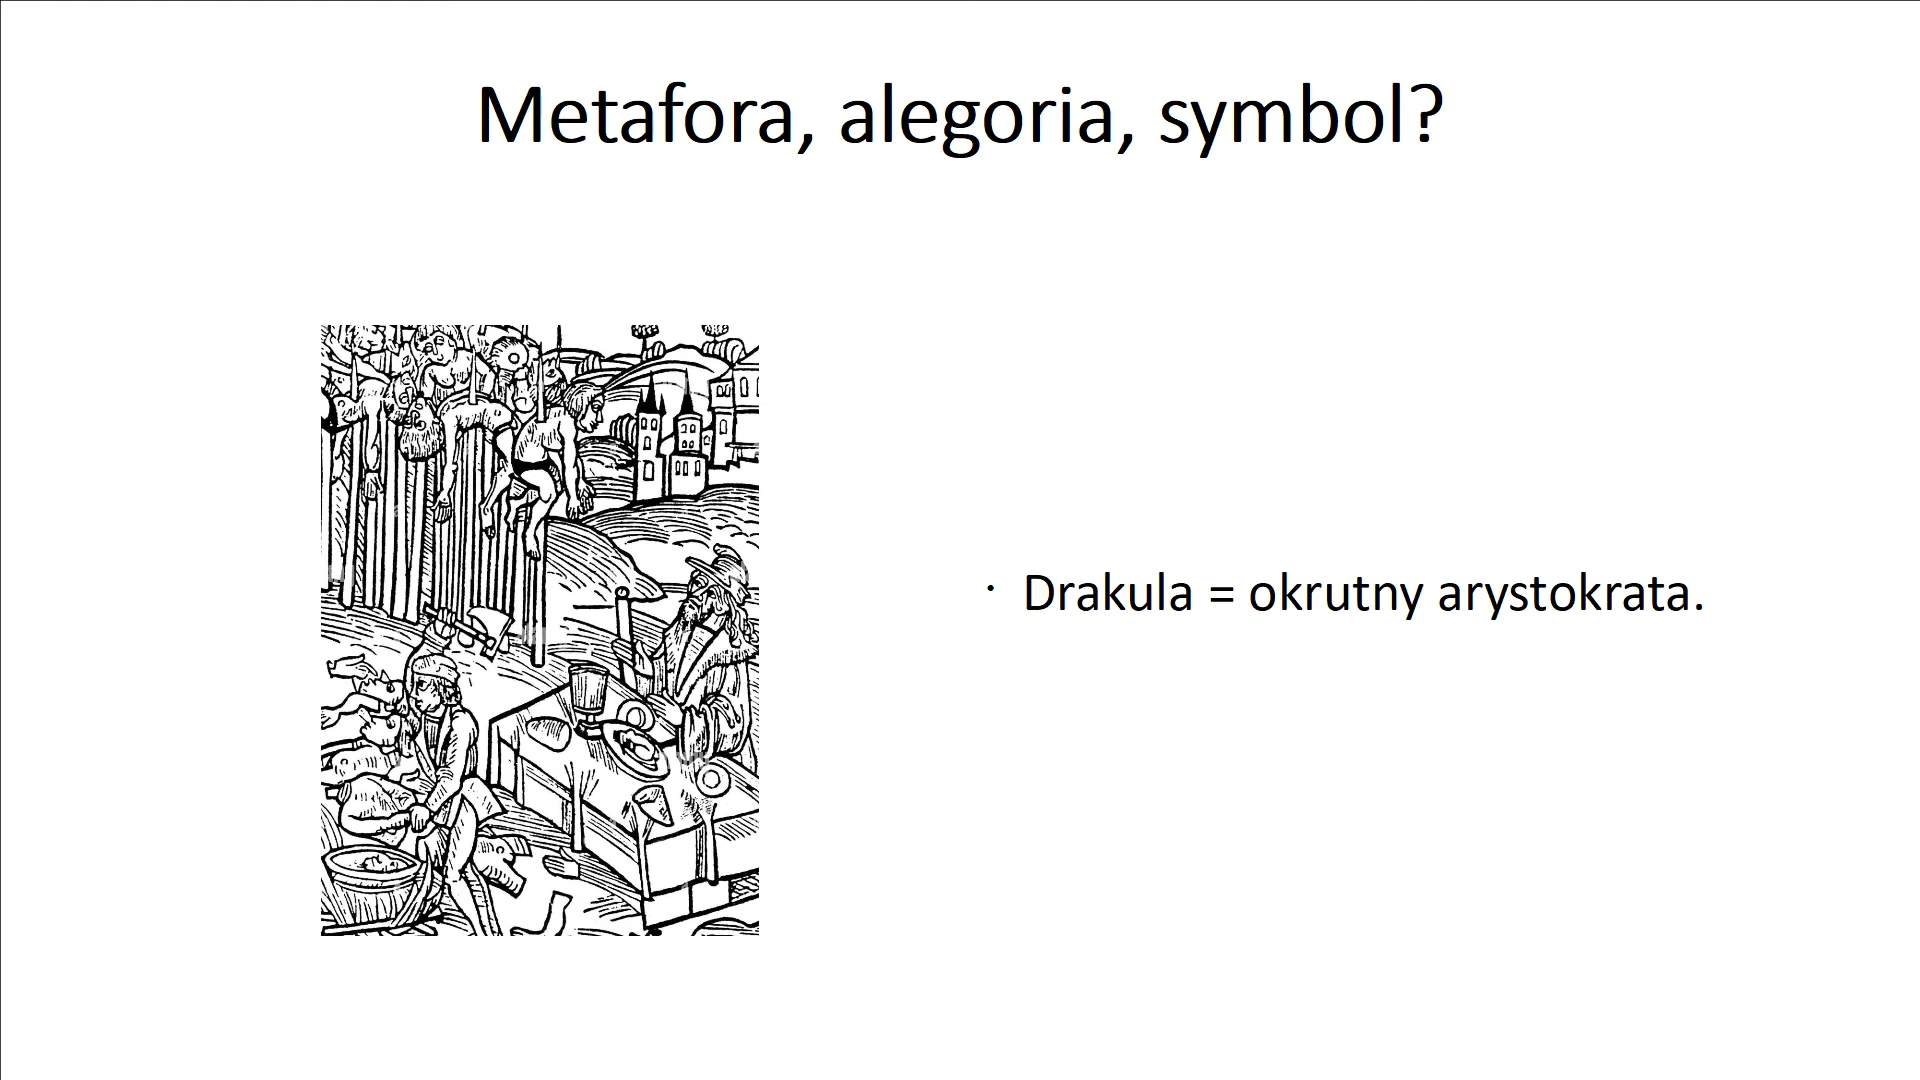 Metafora, alegoria, symbol?
• Drakula = okrutny arystokrata.